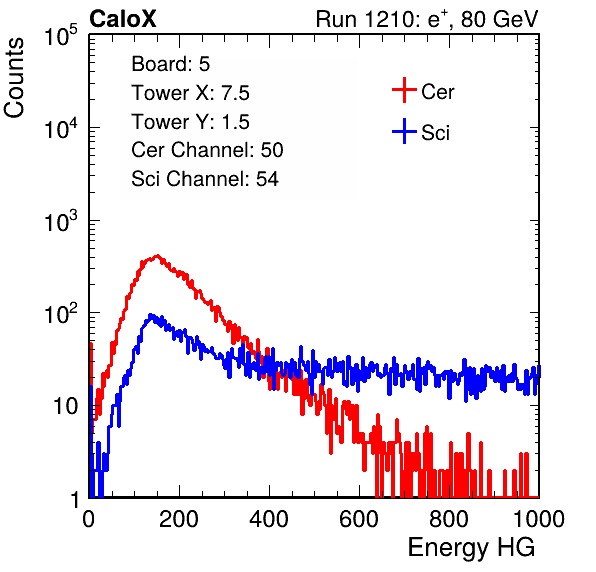 CaloX Run 1210: e⁺, 80 GeV
Counts
10⁵
10⁴
10³
10²
10
1
Board: 5
Tower X: 7.5
Tower Y: 1.5
Cer Channel: 50
Sci Channel: 54
Cer
Sci
0 200 400 600 800 1000
Energy HG